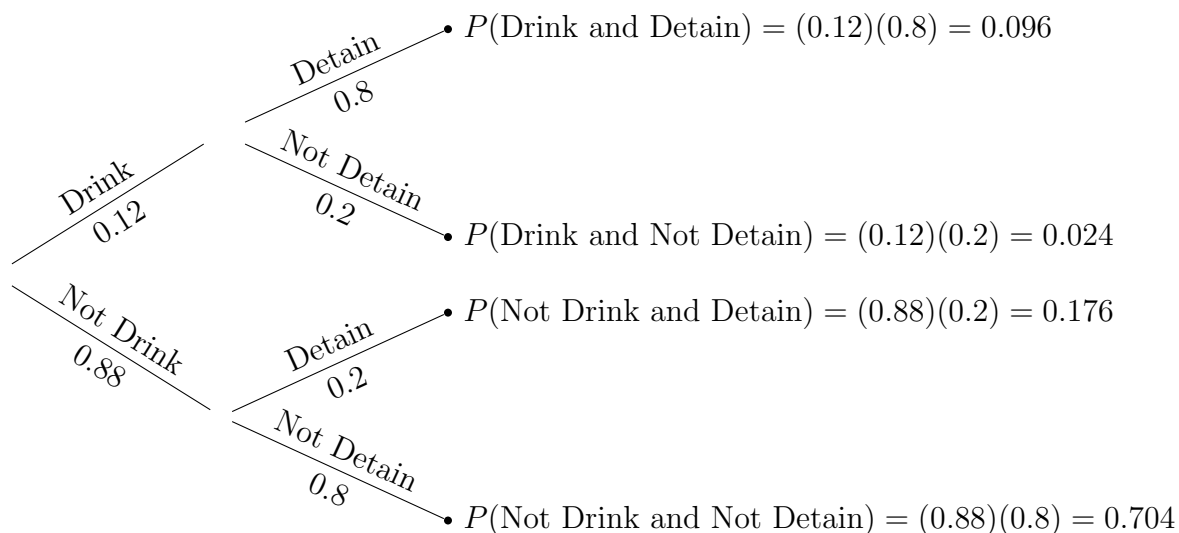 Detain
0.8
P(Drink and Detain) = (0.12)(0.8) = 0.096
Drink
0.12
Not Detain
0.2
P(Drink and Not Detain) = (0.12)(0.2) = 0.024
Not Drink
0.88
Detain
0.2
P(Not Drink and Detain) = (0.88)(0.2) = 0.176
Not Detain
0.8
P(Not Drink and Not Detain) = (0.88)(0.8) = 0.704